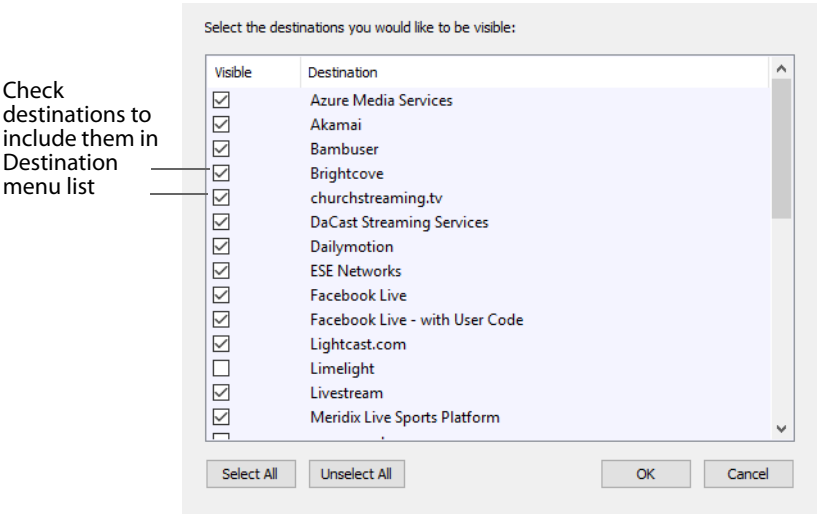 Select the destinations you would like to be visible:
Visible Destination
Check
destinations to
include them in
Destination
menu list
Azure Media Services
Akamai
Bambuser
Brightcove
churchstreaming.tv
DaCast Streaming Services
Dailymotion
ESE Networks
Facebook Live
Facebook Live - with User Code
Lightcast.com
Limelight
Livestream
Meridix Live Sports Platform
Select All Unselect All OK Cancel